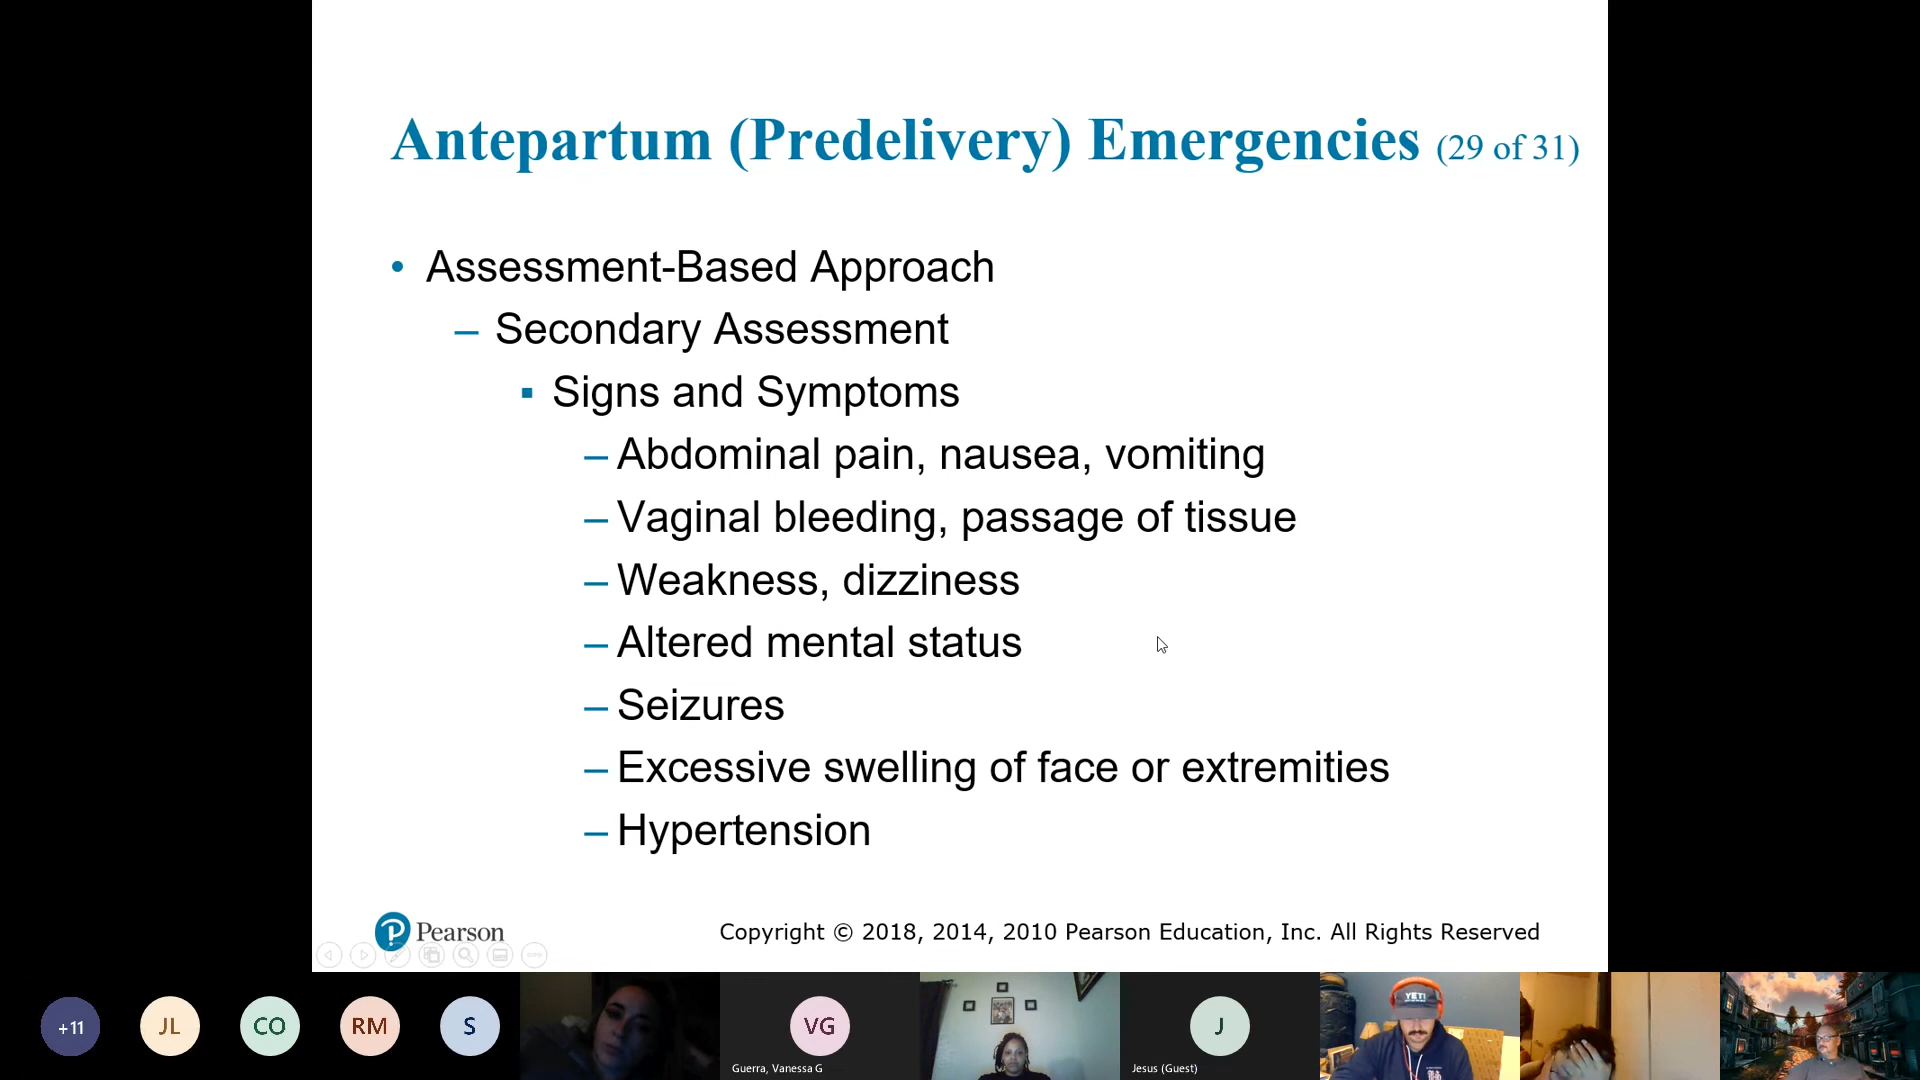 Antepartum (Predelivery) Emergencies (29 of 31)
• Assessment-Based Approach
– Secondary Assessment
▪ Signs and Symptoms
– Abdominal pain, nausea, vomiting
– Vaginal bleeding, passage of tissue
– Weakness, dizziness
– Altered mental status
– Seizures
– Excessive swelling of face or extremities
– Hypertension
Pearson
Copyright © 2018, 2014, 2010 Pearson Education, Inc. All Rights Reserved
+11
JL
CO
RM
S
VG
Guerra, Vanessa G
J
Jesus (Guest)
YETI